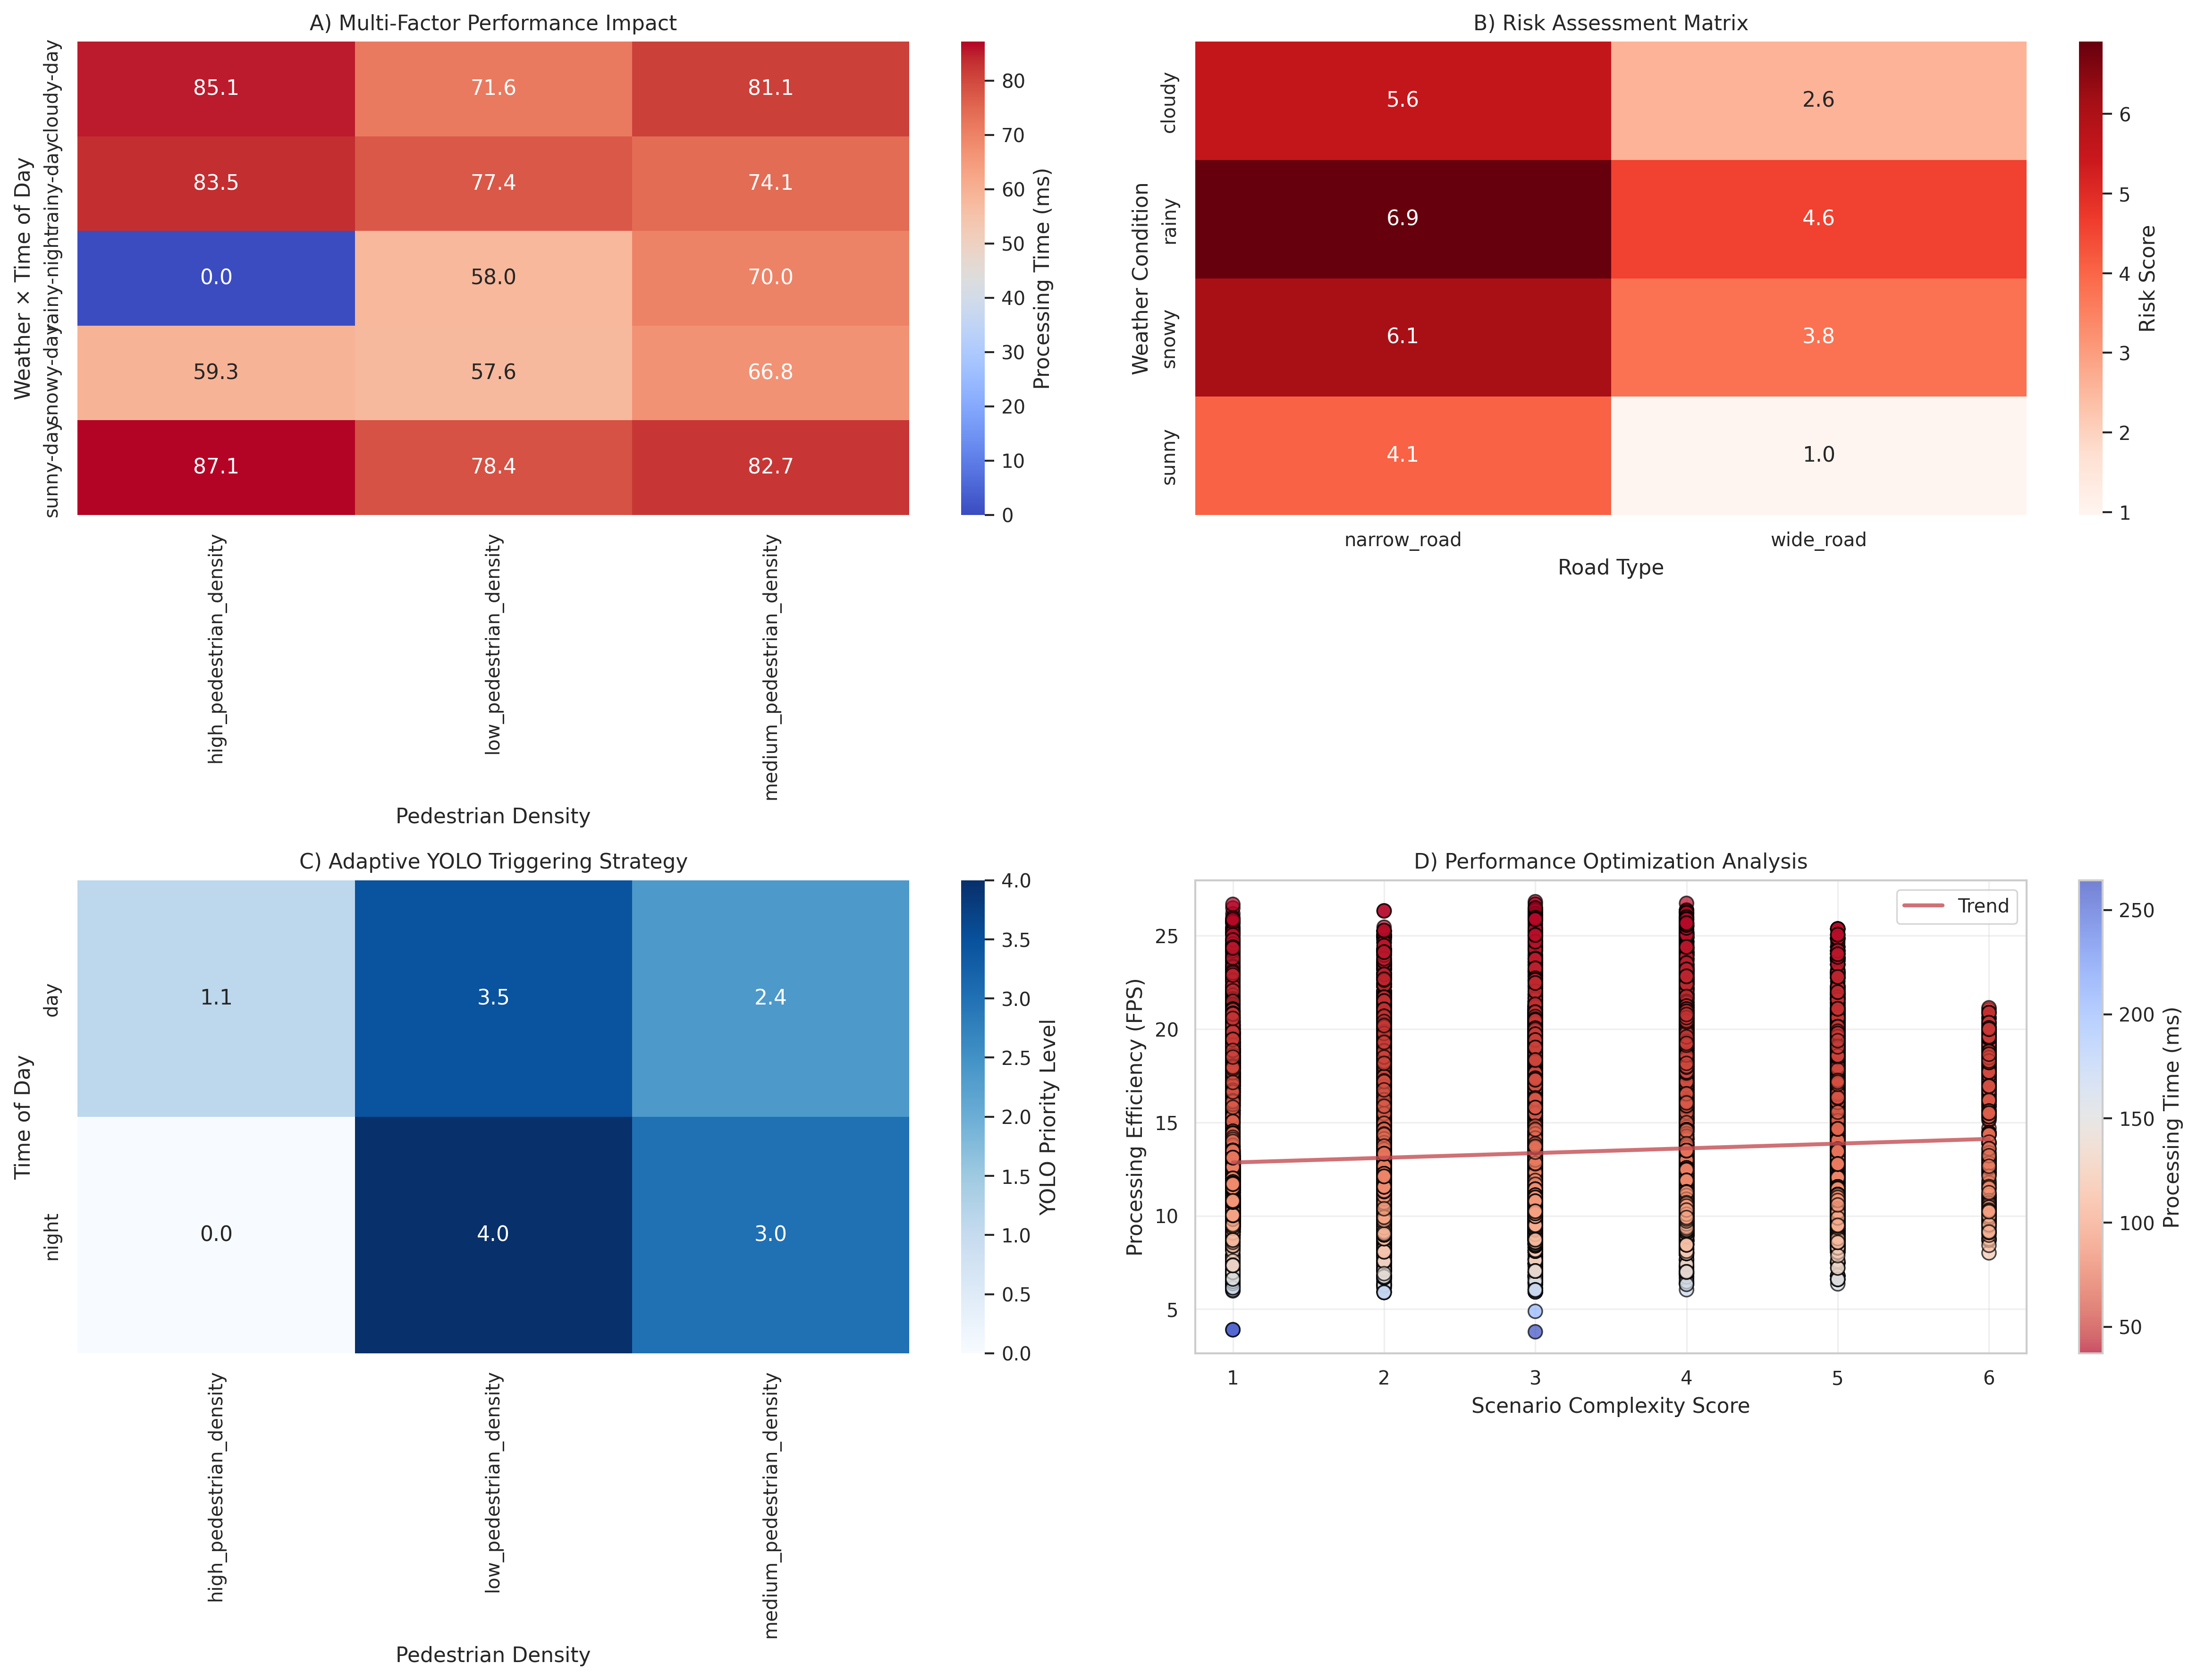 A) Multi-Factor Performance Impact
Weather × Time of Day
cloudy-day
rainy-day
rainy-night
snowy-day
sunny-day
85.1 71.6 81.1
83.5 77.4 74.1
0.0 58.0 70.0
59.3 57.6 66.8
87.1 78.4 82.7
high_pedestrian_density
low_pedestrian_density
medium_pedestrian_density
Pedestrian Density
80
70
60
50
40
30
20
10
0
Processing Time (ms)
B) Risk Assessment Matrix
Weather Condition
cloudy
rainy
snowy
sunny
5.6 2.6
6.9 4.6
6.1 3.8
4.1 1.0
narrow_road wide_road
Road Type
6
5
4
3
2
1
Risk Score
C) Adaptive YOLO Triggering Strategy
Time of Day
day
night
1.1 3.5 2.4
0.0 4.0 3.0
high_pedestrian_density
low_pedestrian_density
medium_pedestrian_density
Pedestrian Density
4.0
3.5
3.0
2.5
2.0
1.5
1.0
0.5
0.0
YOLO Priority Level
D) Performance Optimization Analysis
Processing Efficiency (FPS)
25
20
15
10
5
Trend
1 2 3 4 5 6
Scenario Complexity Score
250
200
150
100
50
Processing Time (ms)